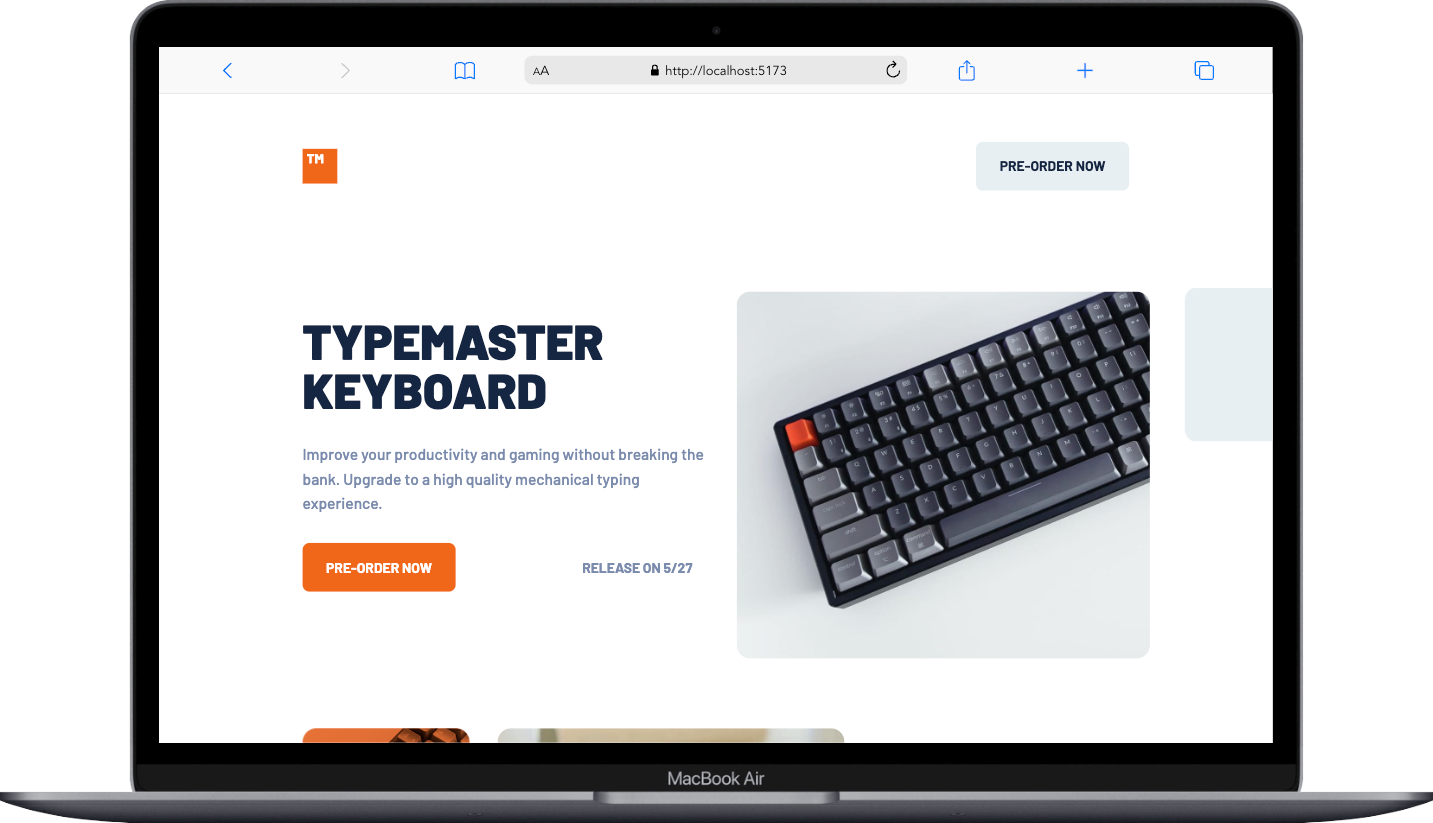 AA
http://localhost:5173
TM
PRE-ORDER NOW
TYPEMASTER
KEYBOARD
Improve your productivity and gaming without breaking the
bank. Upgrade to a high quality mechanical typing
experience.
PRE-ORDER NOW
RELEASE ON 5/27
MacBook Air